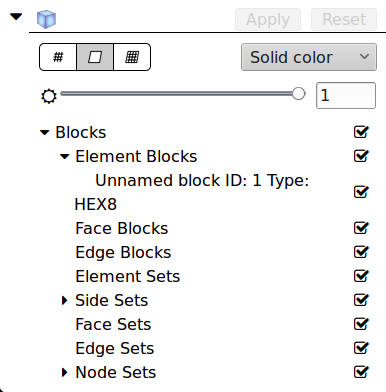 Apply Reset
Solid color
1
Blocks
Element Blocks
Unnamed block ID: 1 Type:
HEX8
Face Blocks
Edge Blocks
Element Sets
Side Sets
Face Sets
Edge Sets
Node Sets